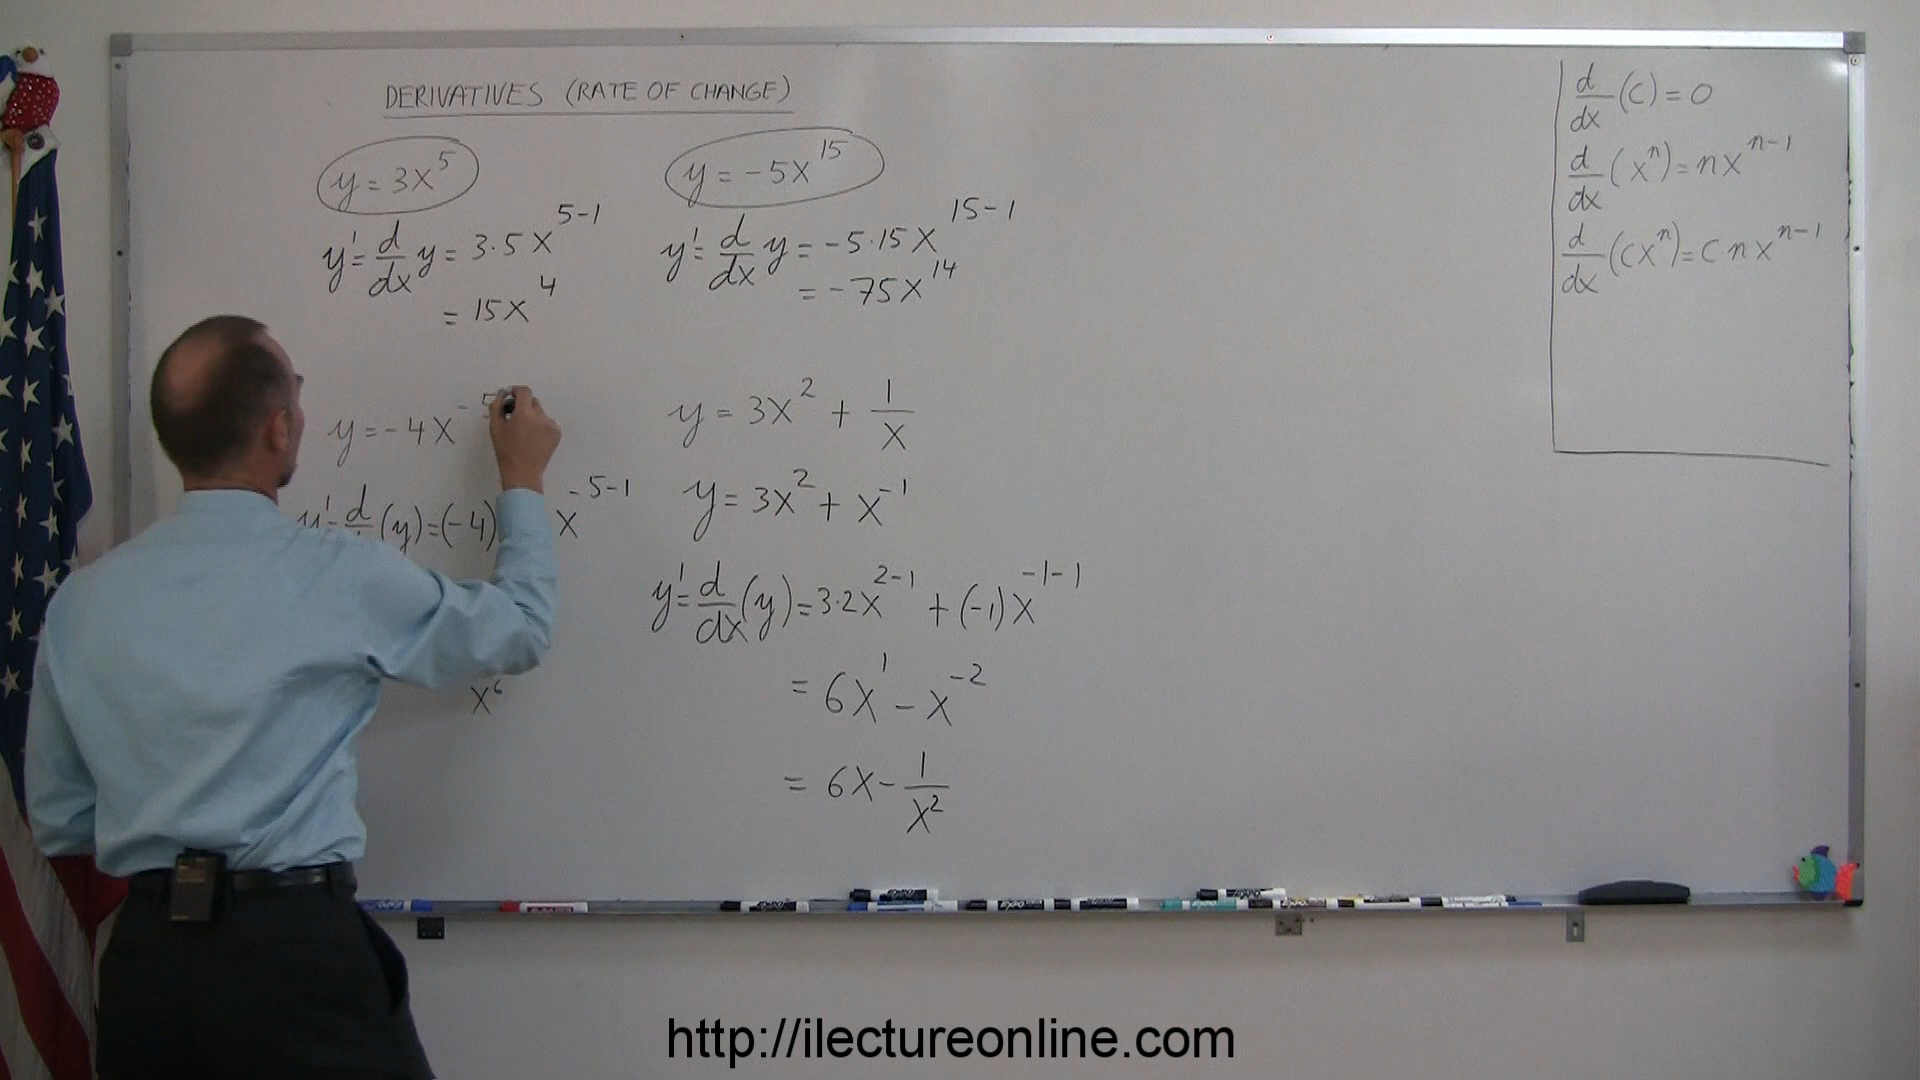 DERIVATIVES (RATE OF CHANGE)
y = 3x^5
y' = d/dx y = 3·5x^(5-1)
= 15x^4
y = -5x^15
y' = d/dx y = -5·15x^(15-1)
= -75x^14
y = -4x^(-5
y' = d/dx (y) = (-4) x^(-5-1)
x^6
y = 3x^2 + 1/x
y = 3x^2 + x^-1
y' = d/dx (y) = 3·2x^(2-1) + (-1)x^(-1-1)
= 6x^1 - x^-2
= 6x - 1/x^2
d/dx (c) = 0
d/dx (x^n) = nx^(n-1)
d/dx (cx^n) = c·nx^(n-1)
http://ilectureonline.com